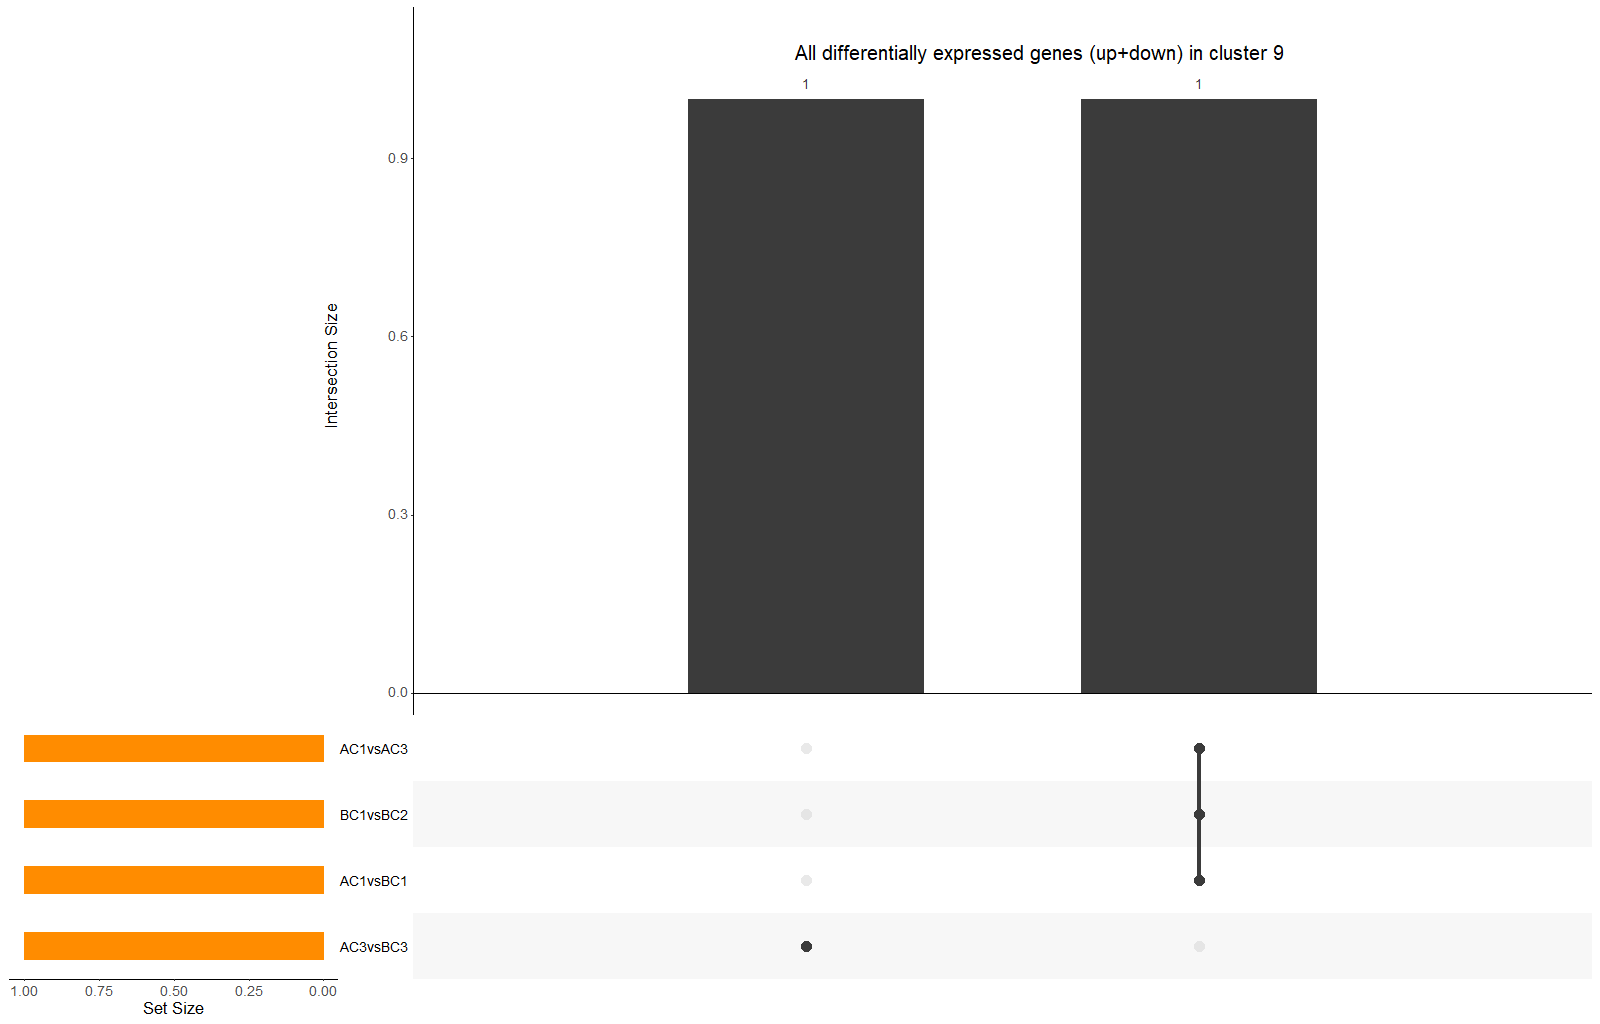 All differentially expressed genes (up+down) in cluster 9
1
1
0.9
0.6
0.3
0.0
Intersection Size
AC1vsAC3
BC1vsBC2
AC1vsBC1
AC3vsBC3
1.00 0.75 0.50 0.25 0.00
Set Size